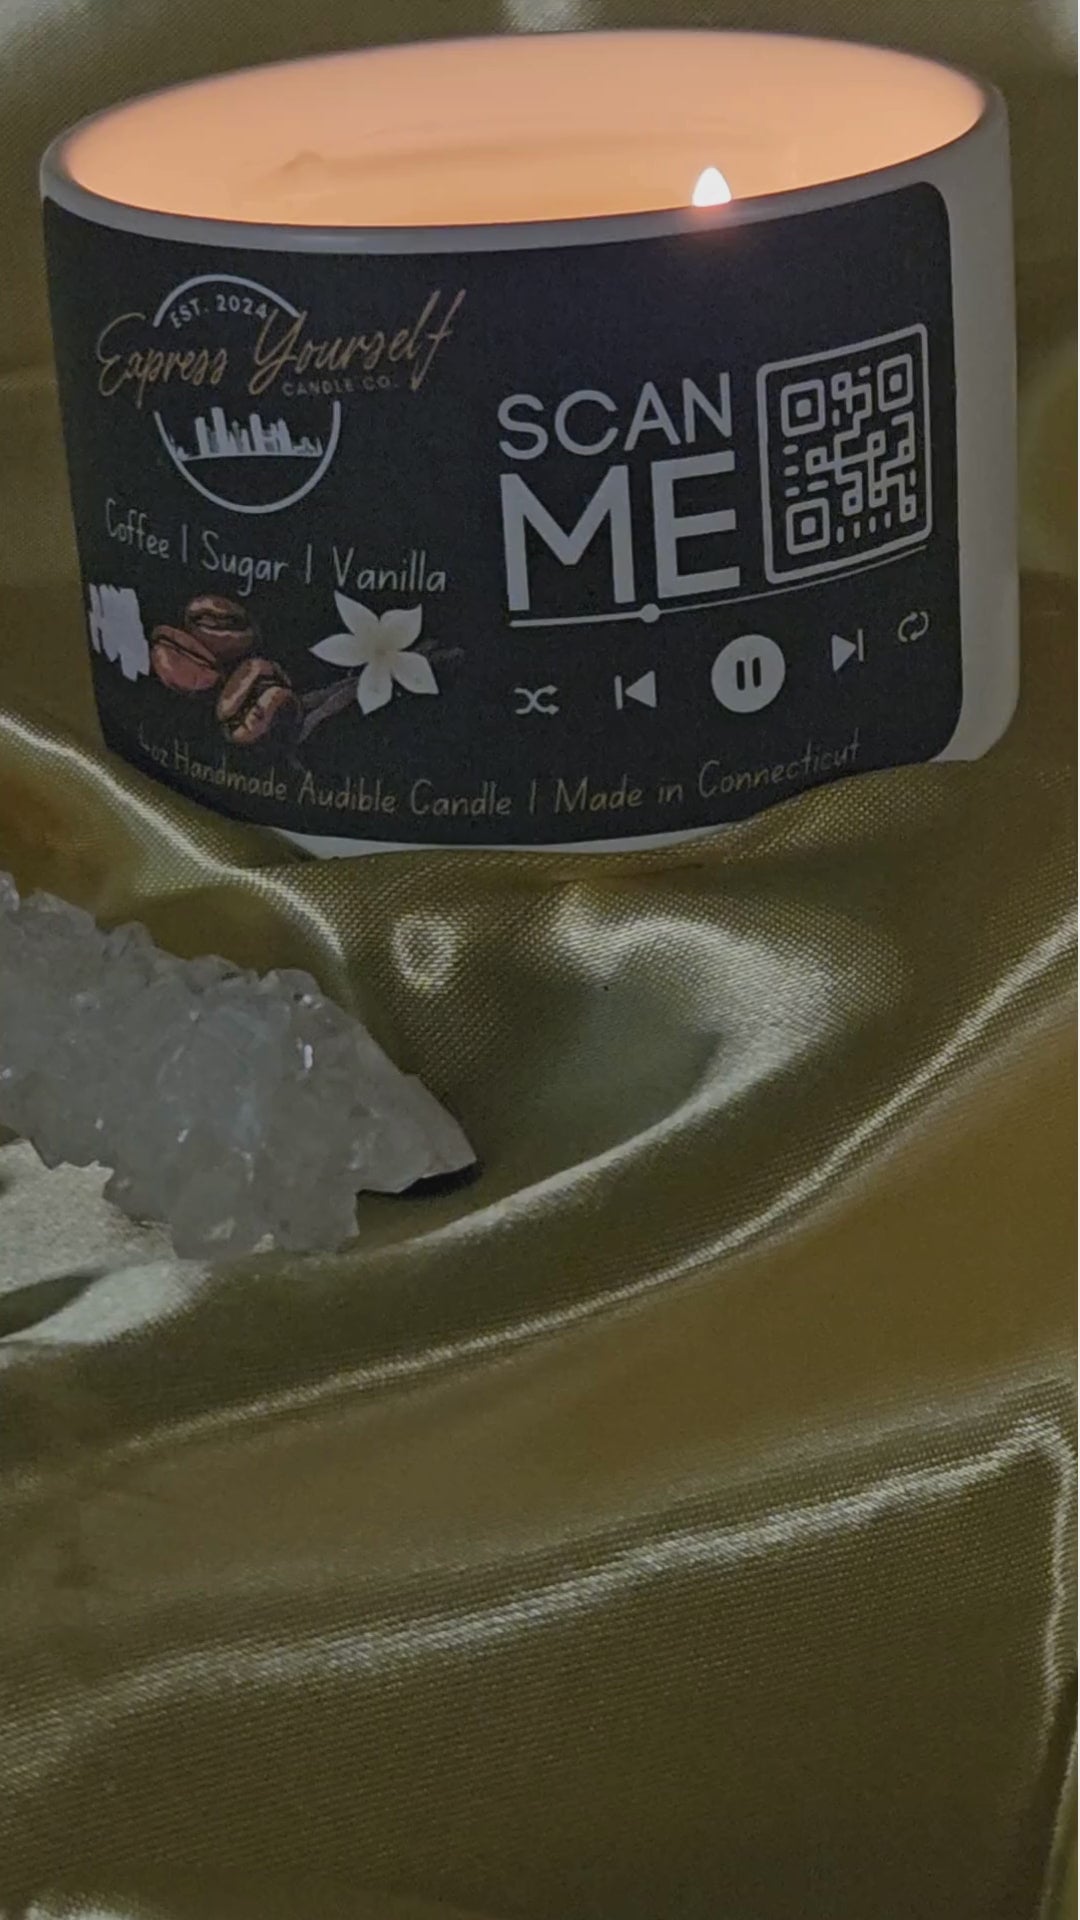 EST. 2024
Express Yourself
CANDLE CO.
Coffee | Sugar | Vanilla
SCAN
ME
Handmade Audible Candle | Made in Connecticut